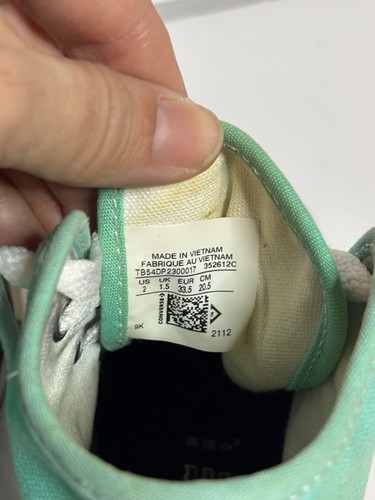 MADE IN VIETNAM
FABRIQUE AU VIETNAM
TB54DP2300017 352612C
US UK EUR CM
2 1.5 33.5 20.5
CONVERSE
9K 2112